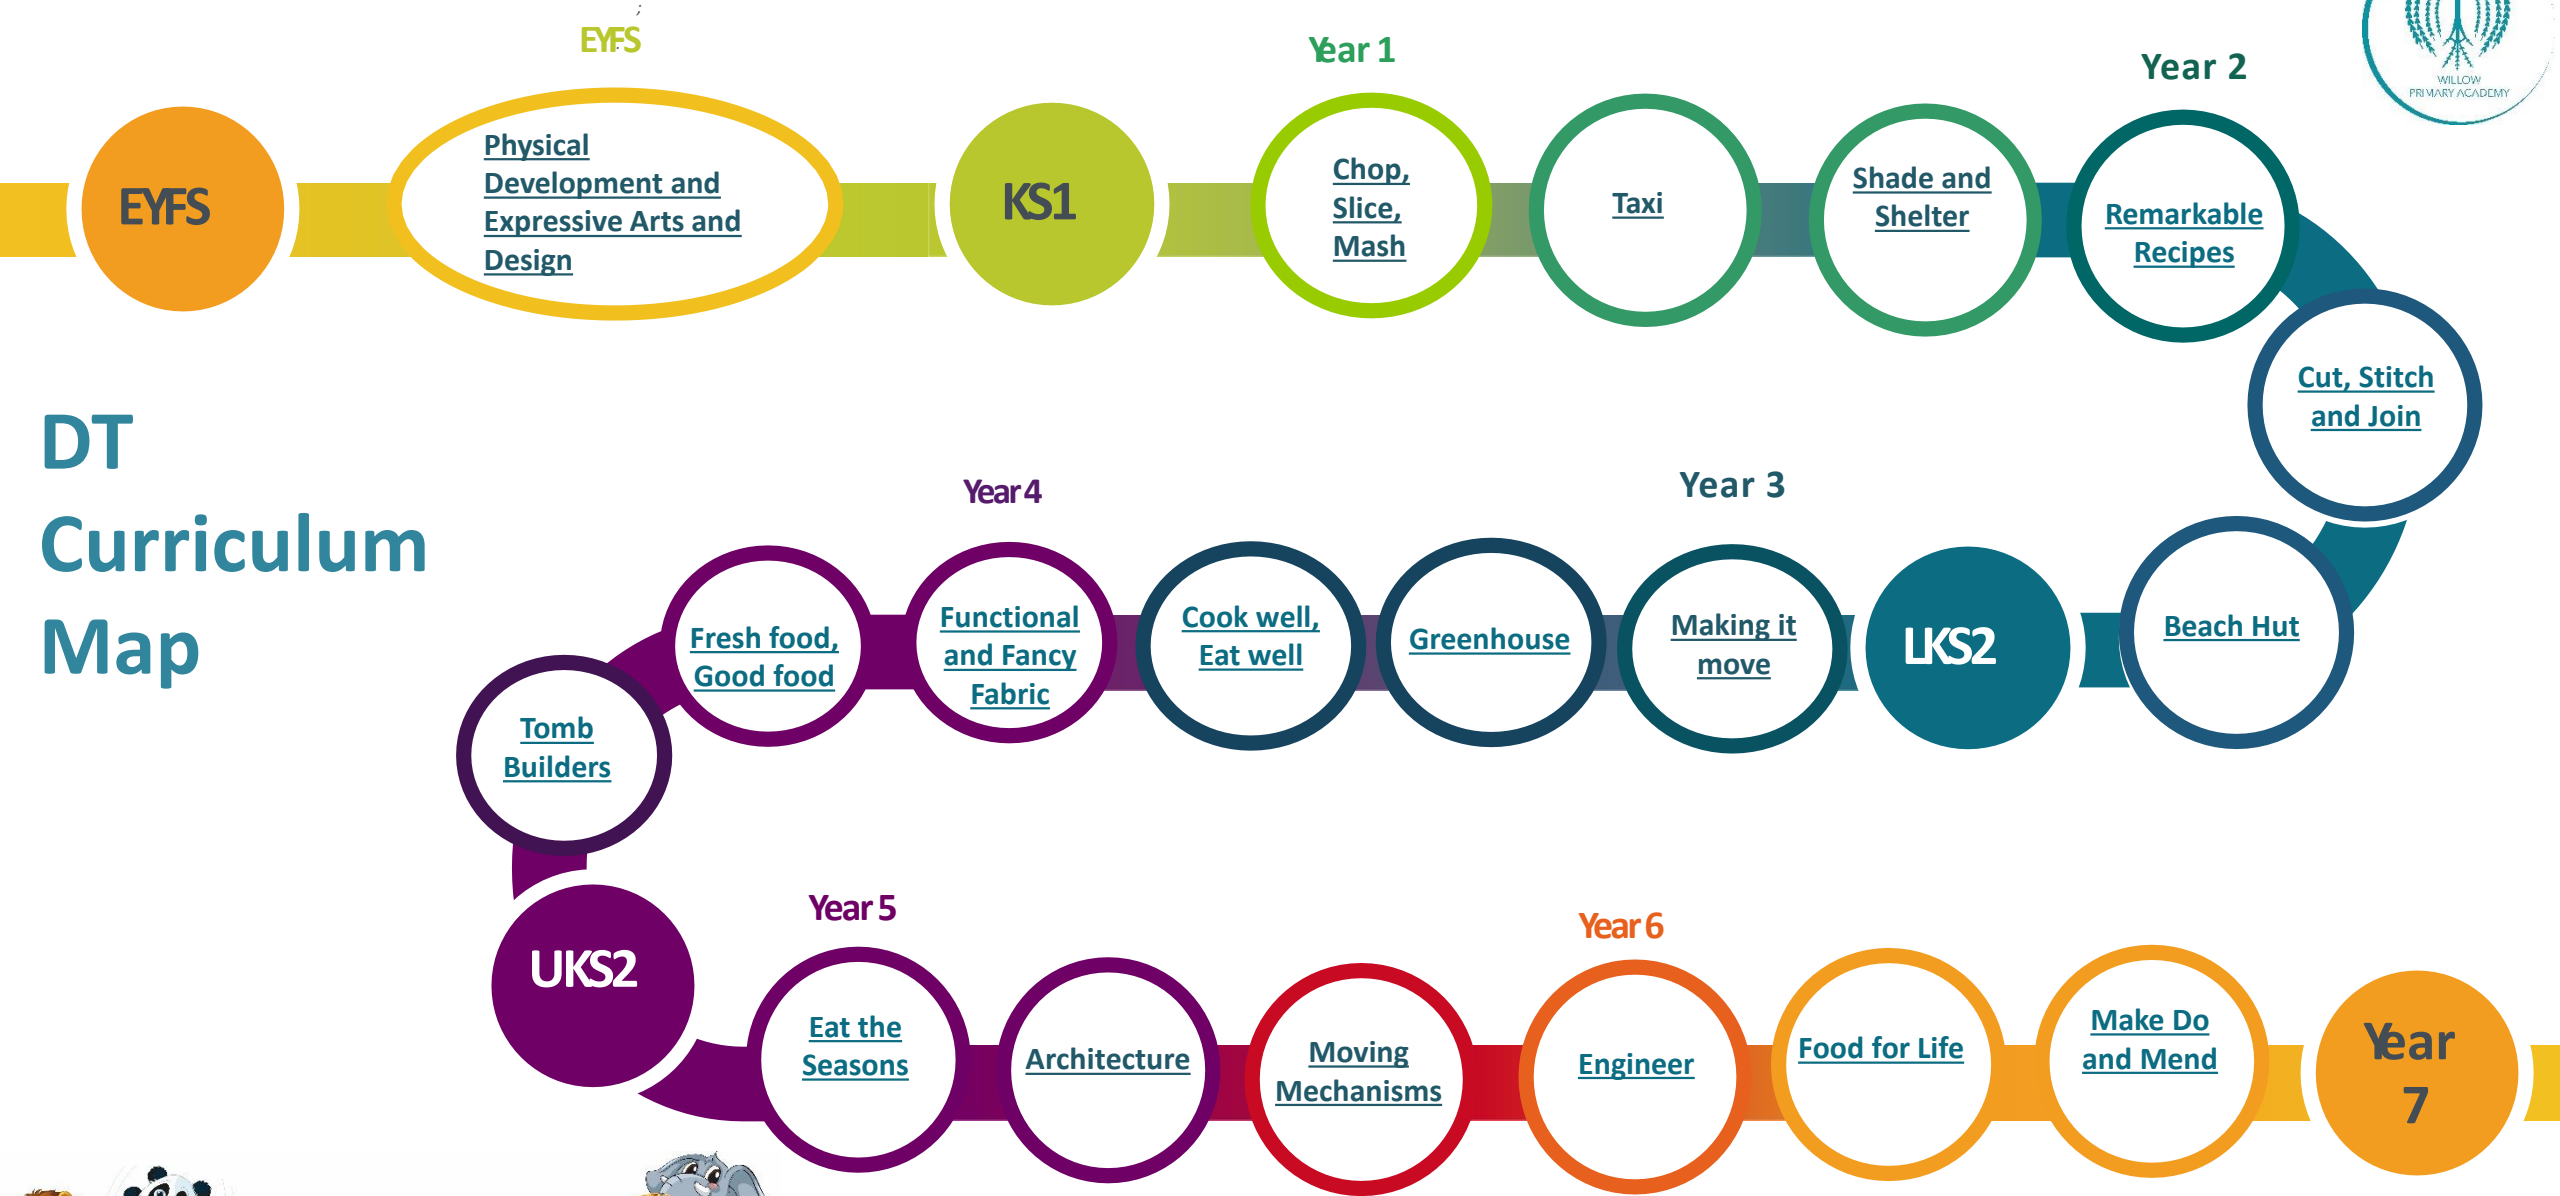 ;
EYFS
Year 1
Year 2
WILLOW
PRIMARY ACADEMY
EYFS
Physical
Development and
Expressive Arts and
Design
KS1
Chop,
Slice,
Mash
Taxi
Shade and
Shelter
Remarkable
Recipes
Cut, Stitch
and Join
DT
Curriculum
Map
Beach Hut
LKS2
Year 3
Making it
move
Greenhouse
Cook well,
Eat well
Year 4
Functional
and Fancy
Fabric
Fresh food,
Good food
Tomb
Builders
UKS2
Year 5
Eat the
Seasons
Architecture
Moving
Mechanisms
Year 6
Engineer
Food for Life
Make Do
and Mend
Year
7